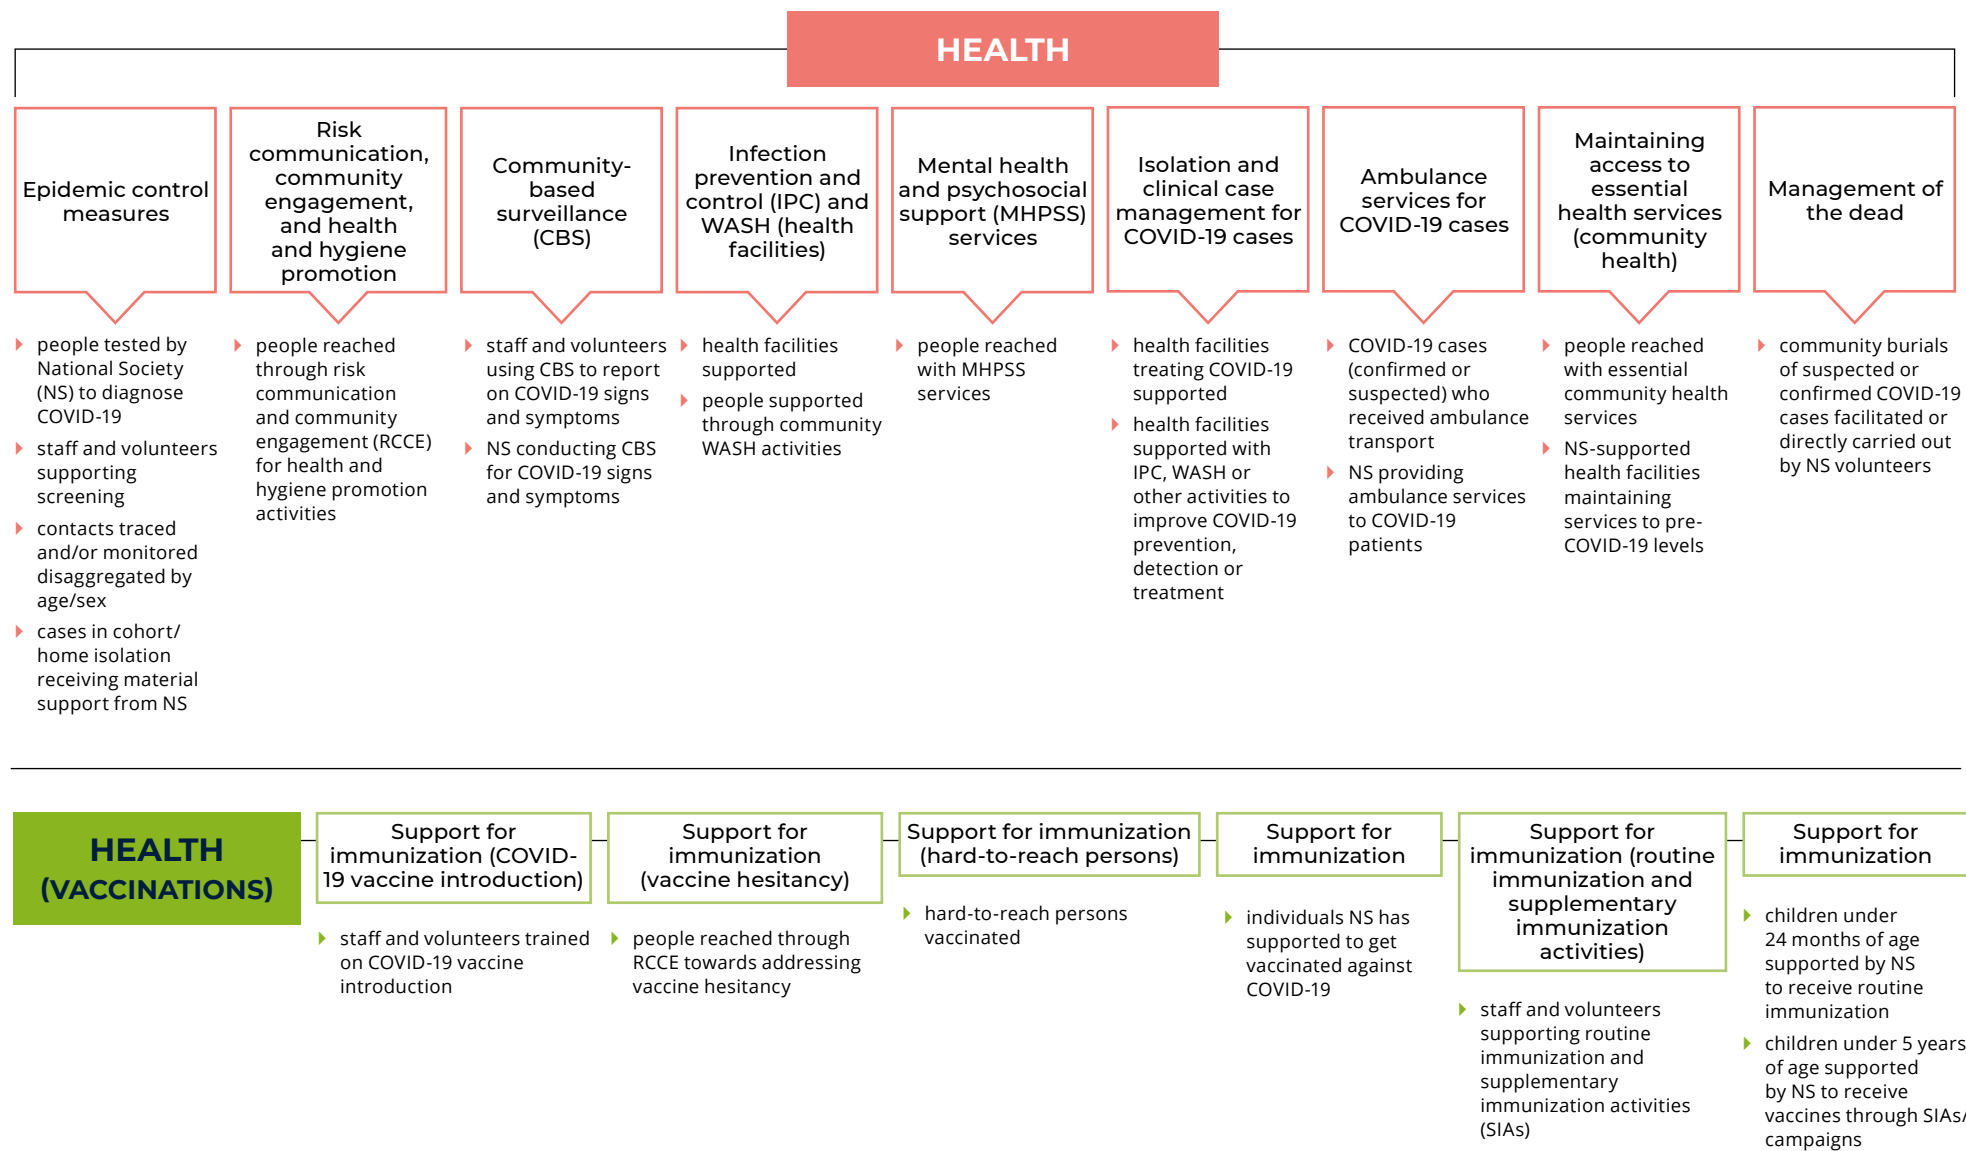 HEALTH
Epidemic control
measures
people tested by
National Society
(NS) to diagnose
COVID-19
staff and volunteers
supporting
screening
contacts traced
and/or monitored
disaggregated by
age/sex
cases in cohort/
home isolation
receiving material
support from NS
Risk
communication,
community
engagement,
and health
and hygiene
promotion
people reached
through risk
communication
and community
engagement (RCCE)
for health and
hygiene promotion
activities
Community-
based
surveillance
(CBS)
staff and volunteers
using CBS to report
on COVID-19 signs
and symptoms
NS conducting CBS
for COVID-19 signs
and symptoms
Infection
prevention and
control (IPC) and
WASH (health
facilities)
health facilities
supported
people supported
through community
WASH activities
Mental health
and psychosocial
support (MHPSS)
services
people reached
with MHPSS
services
Isolation and
clinical case
management for
COVID-19 cases
health facilities
treating COVID-19
supported
health facilities
supported with
IPC, WASH or
other activities to
improve COVID-19
prevention,
detection or
treatment
Ambulance
services for
COVID-19 cases
COVID-19 cases
(confirmed or
suspected) who
received ambulance
transport
NS providing
ambulance services
to COVID-19
patients
Maintaining
access to
essential
health services
(community
health)
people reached
with essential
community health
services
NS-supported
health facilities
maintaining
services to pre-
COVID-19 levels
Management of
the dead
community burials
of suspected or
confirmed COVID-19
cases facilitated or
directly carried out
by NS volunteers
HEALTH
(VACCINATIONS)
Support for
immunization (COVID-
19 vaccine introduction)
staff and volunteers trained
on COVID-19 vaccine
introduction
Support for
immunization
(vaccine hesitancy)
people reached through
RCCE towards addressing
vaccine hesitancy
Support for immunization
(hard-to-reach persons)
hard-to-reach persons
vaccinated
Support for
immunization
individuals NS has
supported to get
vaccinated against
COVID-19
Support for
immunization (routine
immunization and
supplementary
immunization
activities)
staff and volunteers
supporting routine
immunization and
supplementary
immunization activities
(SIAs)
Support for
immunization
children under
24 months of age
supported by NS
to receive routine
immunization
children under 5 years
of age supported
by NS to receive
vaccines through SIAs/
campaigns